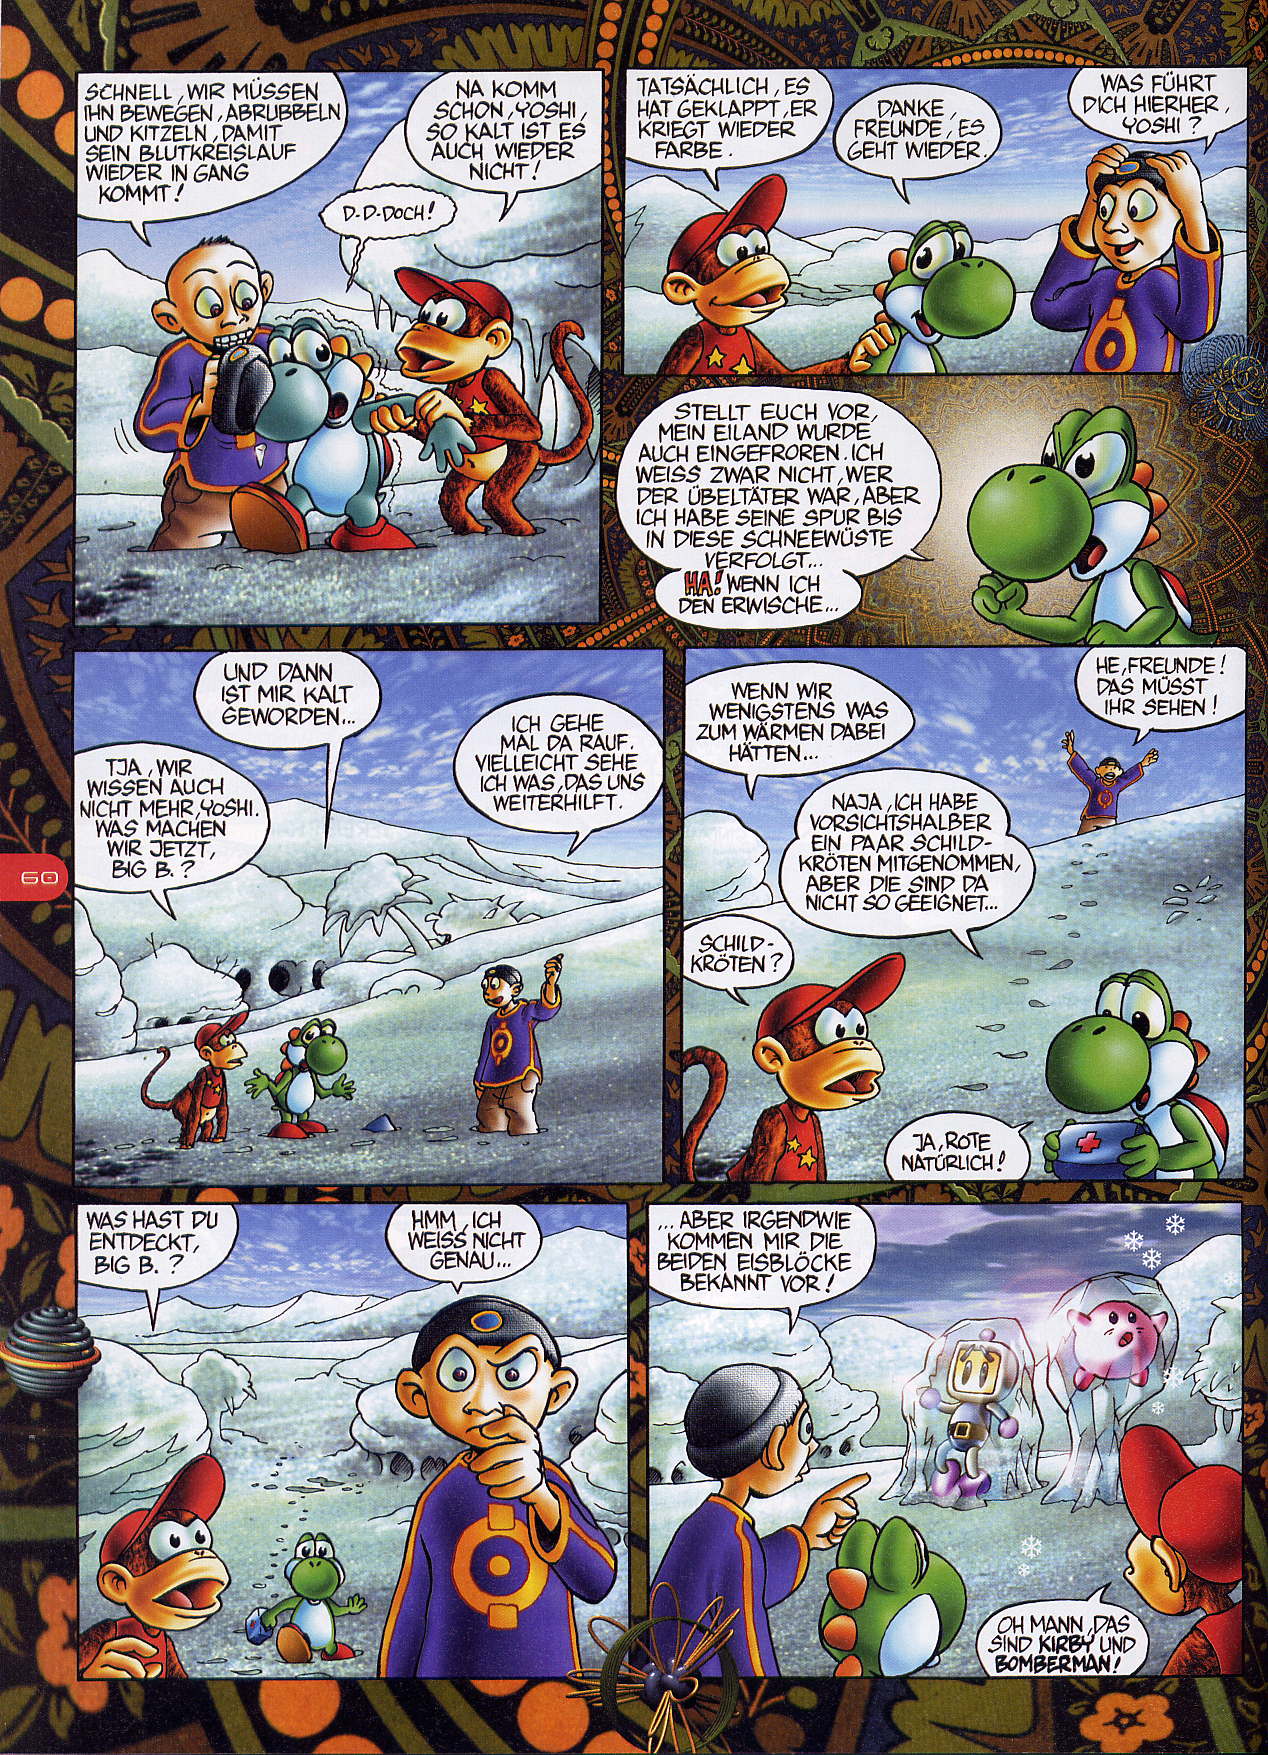 SCHNELL, WIR MÜSSEN
IHN BEWEGEN, ABRUBBELN
UND KITZELN, DAMIT
SEIN BLUTKREISLAUF
WIEDER IN GANG
KOMMT!
D-D-DOCH!
NA KOMM
SCHON, YOSHI,
SO KALT IST ES
AUCH WIEDER
NICHT!
TATSÄCHLICH, ES
HAT GEKLAPPT, ER
KRIEGT WIEDER
FARBE.
DANKE,
FREUNDE, ES
GEHT WIEDER.
WAS FÜHRT
DICH HIERHER,
YOSHI?
STELLT EUCH VOR,
MEIN EILAND WURDE
AUCH EINGEFROREN. ICH
WEISS ZWAR NICHT, WER
DER ÜBELTÄTER WAR, ABER
ICH HABE SEINE SPUR BIS
IN DIESE SCHNEEWÜSTE
VERFOLGT...
HA! WENN ICH
DEN ERWISCHE...
UND DANN
IST MIR KALT
GEWORDEN...
TJA, WIR
WISSEN AUCH
NICHT MEHR, YOSHI.
WAS MACHEN
WIR JETZT,
BIG B.?
ICH GEHE
MAL DA RAUF.
VIELLEICHT SEHE
ICH WAS, DAS UNS
WEITERHILFT.
WENN WIR
WENIGSTENS WAS
ZUM WÄRMEN DABEI
HÄTTEN...
HE, FREUNDE!
DAS MÜSST
IHR SEHEN!
NAJA, ICH HABE
VORSICHTSHALBER
EIN PAAR SCHILD-
KRÖTEN MITGENOMMEN,
ABER DIE SIND DA
NICHT SO GEEIGNET...
SCHILD-
KRÖTEN?
JA, ROTE
NATÜRLICH!
60
WAS HAST DU
ENTDECKT,
BIG B.?
HMM, ICH
WEISS NICHT
GENAU...
...ABER IRGENDWIE
KOMMEN MIR DIE
BEIDEN EISBLÖCKE
BEKANNT VOR!
OH MANN, DAS
SIND KIRBY UND
BOMBERMAN!